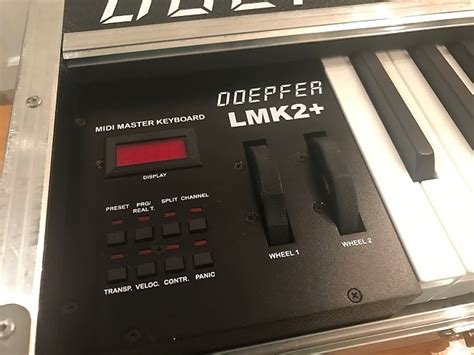 DOEPFER
LMK2+
MIDI MASTER KEYBOARD
DISPLAY
PRESET PRG/ REAL T. SPLIT CHANNEL
TRANSP. VELOC. CONTR. PANIC
WHEEL 1
WHEEL 2